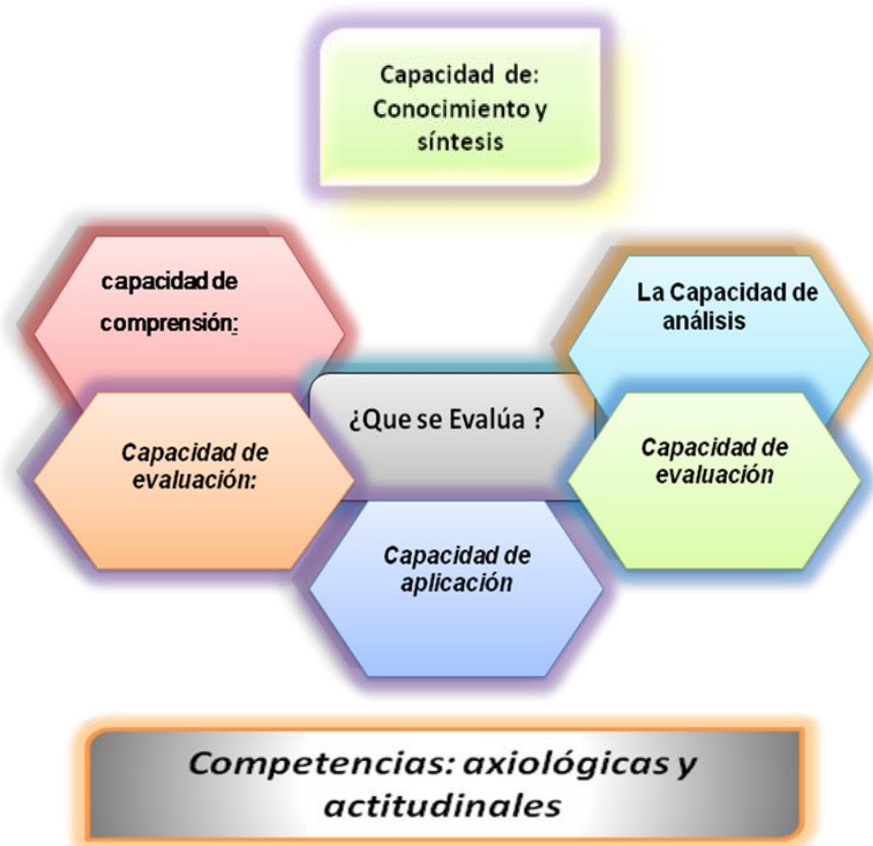 Capacidad de:
Conocimiento y
síntesis
capacidad de
comprensión:
La Capacidad de
análisis
¿Que se Evalúa ?
Capacidad de
evaluación:
Capacidad de
evaluación
Capacidad de
aplicación
Competencias: axiológicas y
actitudinales